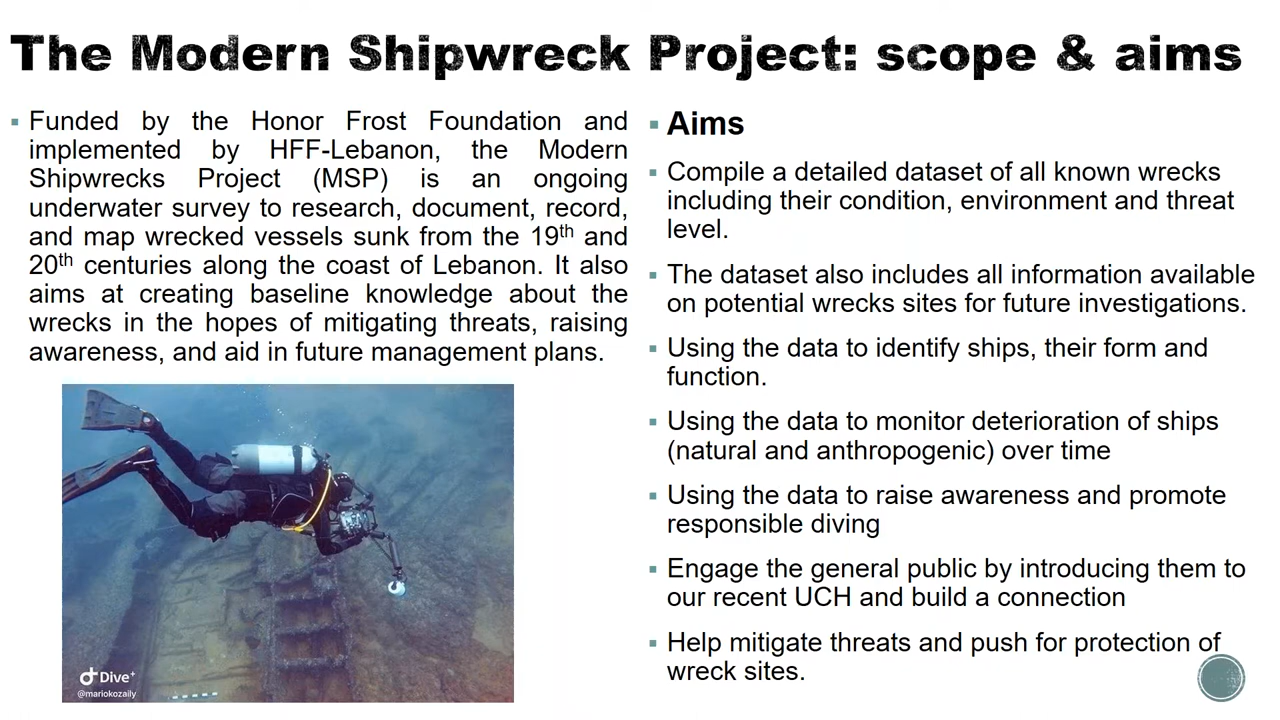 The Modern Shipwreck Project: scope & aims
Funded by the Honor Frost Foundation and
implemented by HFF-Lebanon, the Modern
Shipwrecks Project (MSP) is an ongoing
underwater survey to research, document, record,
and map wrecked vessels sunk from the 19th and
20th centuries along the coast of Lebanon. It also
aims at creating baseline knowledge about the
wrecks in the hopes of mitigating threats, raising
awareness, and aid in future management plans.
Dive+
@mariokozaily
Aims
Compile a detailed dataset of all known wrecks
including their condition, environment and threat
level.
The dataset also includes all information available
on potential wrecks sites for future investigations.
Using the data to identify ships, their form and
function.
Using the data to monitor deterioration of ships
(natural and anthropogenic) over time
Using the data to raise awareness and promote
responsible diving
Engage the general public by introducing them to
our recent UCH and build a connection
Help mitigate threats and push for protection of
wreck sites.